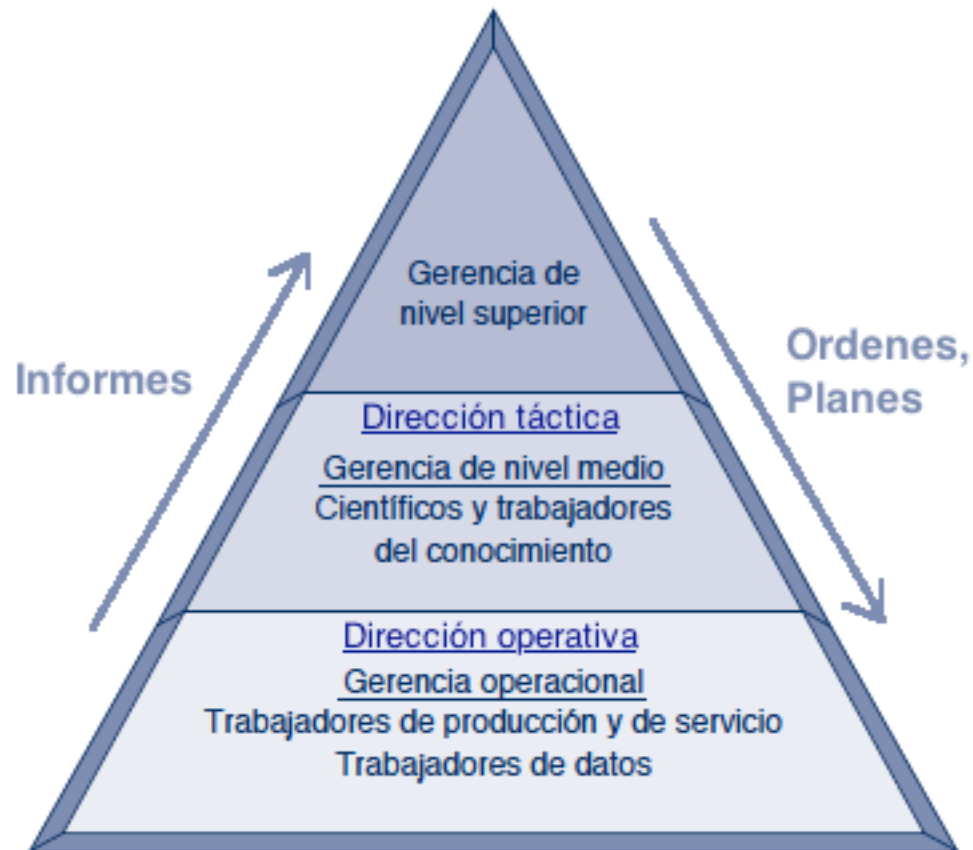 Gerencia de
nivel superior
Informes
Ordenes,
Planes
Dirección táctica
Gerencia de nivel medio
Científicos y trabajadores
del conocimiento
Dirección operativa
Gerencia operacional
Trabajadores de producción y de servicio
Trabajadores de datos